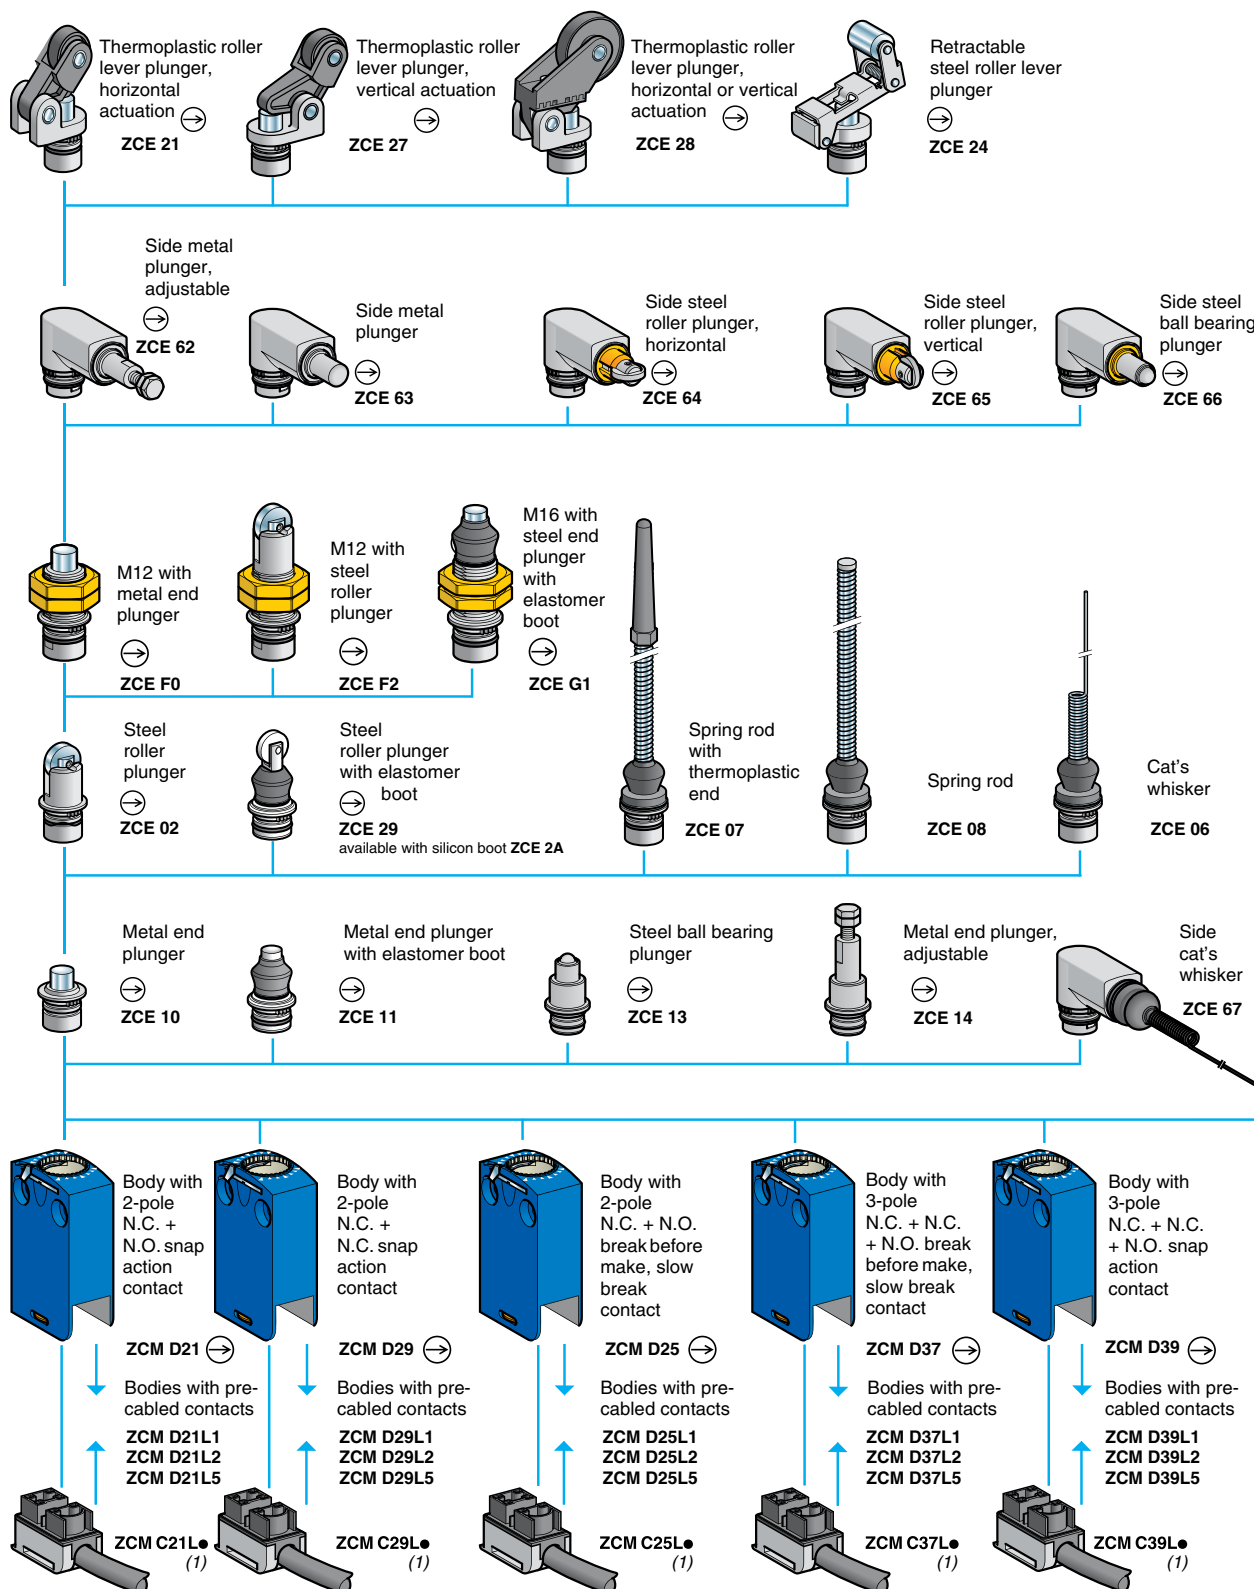 Thermoplastic roller
lever plunger,
horizontal
actuation
ZCE 21
Thermoplastic roller
lever plunger,
vertical actuation
ZCE 27
Thermoplastic roller
lever plunger,
horizontal or vertical
actuation
ZCE 28
Retractable
steel roller lever
plunger
ZCE 24
Side metal
plunger,
adjustable
ZCE 62
Side metal
plunger
ZCE 63
Side steel
roller plunger,
horizontal
ZCE 64
Side steel
roller plunger,
vertical
ZCE 65
Side steel
ball bearing
plunger
ZCE 66
M12 with
metal end
plunger
ZCE F0
M12 with
steel
roller
plunger
ZCE F2
M16 with
steel end
plunger
with
elastomer
boot
ZCE G1
Steel
roller
plunger
ZCE 02
Steel
roller plunger
with elastomer
boot
ZCE 29
available with silicon boot ZCE 2A
Spring rod
with
thermoplastic
end
ZCE 07
Spring rod
ZCE 08
Cat's
whisker
ZCE 06
Metal end
plunger
ZCE 10
Metal end plunger
with elastomer boot
ZCE 11
Steel ball bearing
plunger
ZCE 13
Metal end plunger,
adjustable
ZCE 14
Side
cat's
whisker
ZCE 67
Body with
2-pole
N.C. +
N.O. snap
action
contact
ZCM D21
Bodies with pre-
cabled contacts
ZCM D21L1
ZCM D21L2
ZCM D21L5
ZCM C21L●
(1)
Body with
2-pole
N.C. +
N.C. snap
action
contact
ZCM D29
Bodies with pre-
cabled contacts
ZCM D29L1
ZCM D29L2
ZCM D29L5
ZCM C29L●
(1)
Body with
2-pole
N.C. + N.O.
break before
make, slow
break
contact
ZCM D25
Bodies with pre-
cabled contacts
ZCM D25L1
ZCM D25L2
ZCM D25L5
ZCM C25L●
(1)
Body with
3-pole
N.C. + N.C.
+ N.O. break
before make,
slow break
contact
ZCM D37
Bodies with pre-
cabled contacts
ZCM D37L1
ZCM D37L2
ZCM D37L5
ZCM C37L●
(1)
Body with
3-pole
N.C. + N.C.
+ N.O. snap
action
contact
ZCM D39
Bodies with pre-
cabled contacts
ZCM D39L1
ZCM D39L2
ZCM D39L5
ZCM C39L●
(1)